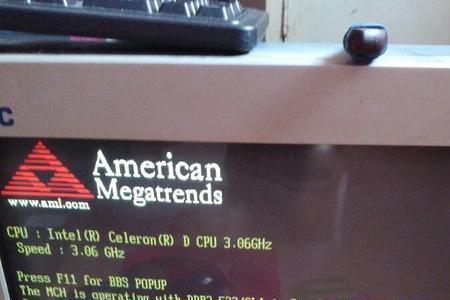 C
American
Megatrends
www.ami.com
CPU : Intel(R) Celeron(R) D CPU 3.06GHz
Speed : 3.06 GHz
Press F11 for BBS POPUP
The MCH is operating with DDR2